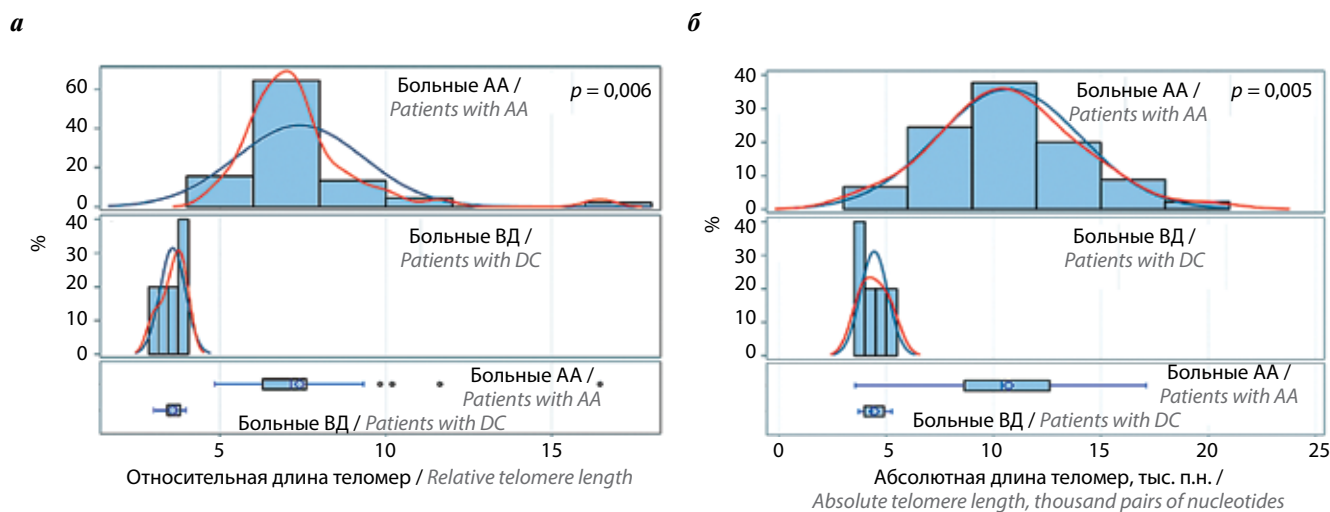 а
60
40
20
0
Больные АА /
Patients with AA
p = 0,006
40
30
20
10
0
%
Больные ВД /
Patients with DC
Больные АА /
Patients with AA
Больные ВД / Patients with DC
5
10
15
Относительная длина теломер / Relative telomere length
б
40
30
20
10
0
Больные АА /
Patients with AA
p = 0,005
40
30
20
10
0
%
Больные ВД /
Patients with DC
Больные АА /
Patients with AA
Больные ВД / Patients with DC
0
5
10
15
20
25
Абсолютная длина теломер, тыс. п.н. /
Absolute telomere length, thousand pairs of nucleotides